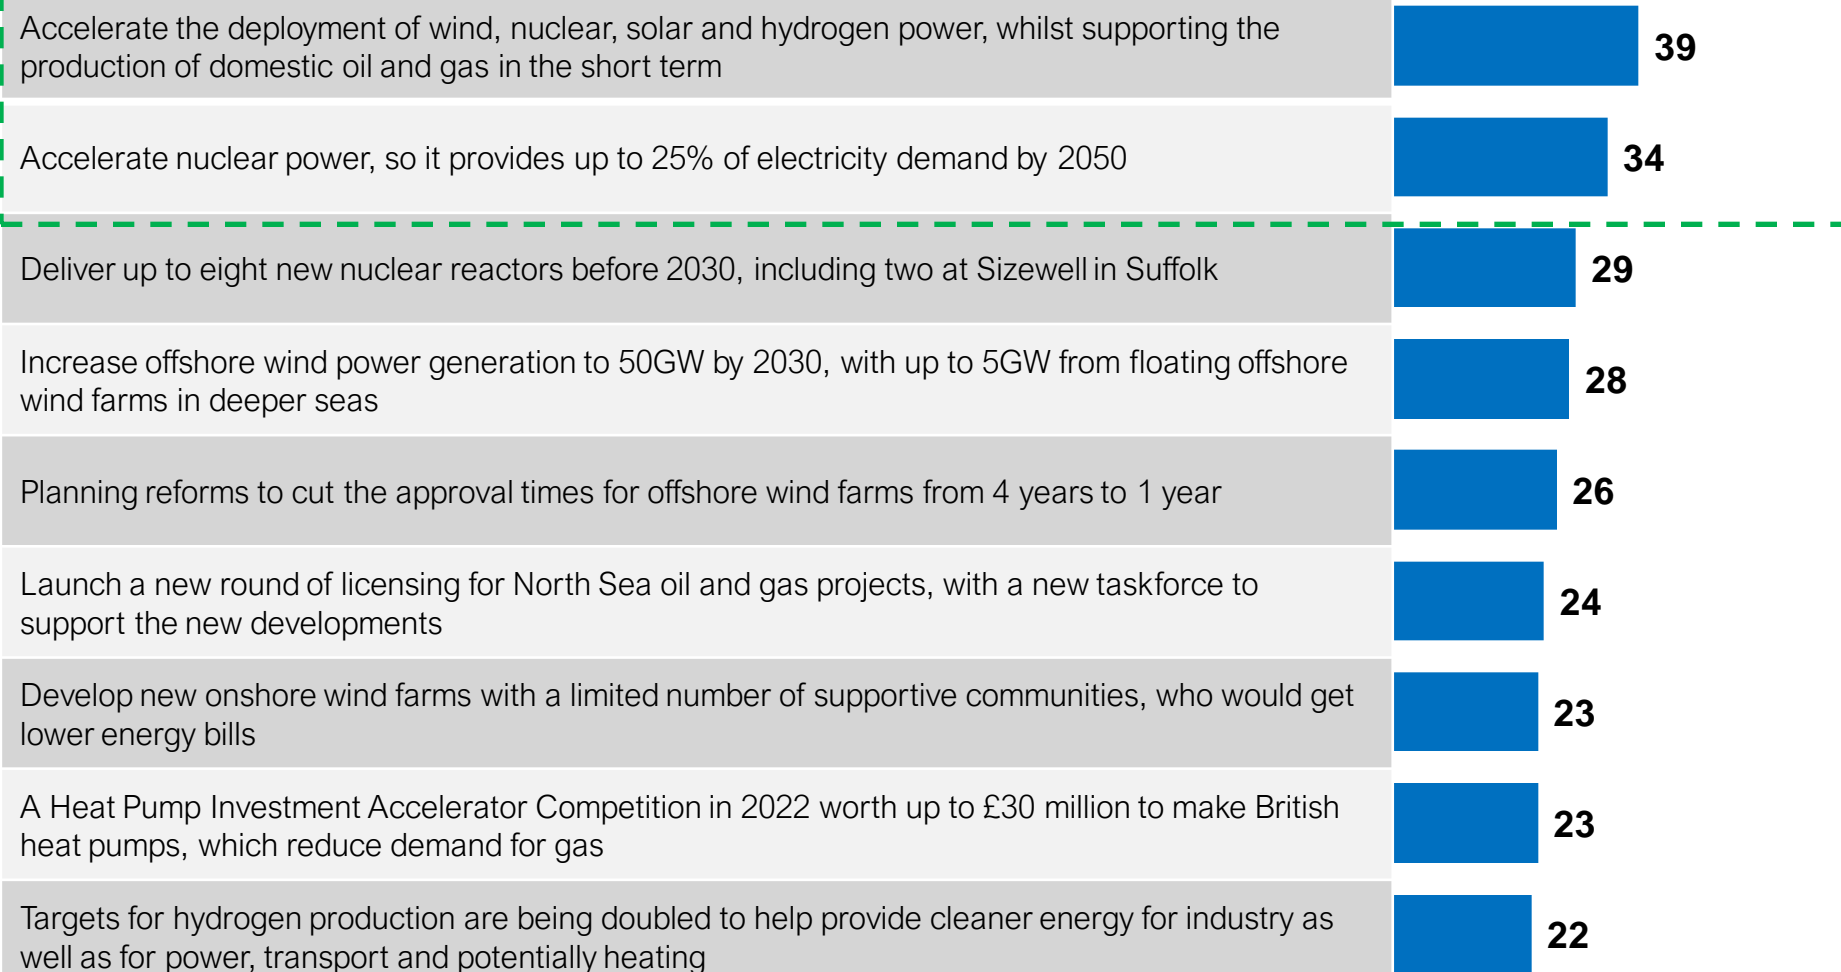 Accelerate the deployment of wind, nuclear, solar and hydrogen power, whilst supporting the
production of domestic oil and gas in the short term
39
Accelerate nuclear power, so it provides up to 25% of electricity demand by 2050
34
Deliver up to eight new nuclear reactors before 2030, including two at Sizewell in Suffolk
29
Increase offshore wind power generation to 50GW by 2030, with up to 5GW from floating offshore
wind farms in deeper seas
28
Planning reforms to cut the approval times for offshore wind farms from 4 years to 1 year
26
Launch a new round of licensing for North Sea oil and gas projects, with a new taskforce to
support the new developments
24
Develop new onshore wind farms with a limited number of supportive communities, who would get
lower energy bills
23
A Heat Pump Investment Accelerator Competition in 2022 worth up to £30 million to make British
heat pumps, which reduce demand for gas
23
Targets for hydrogen production are being doubled to help provide cleaner energy for industry as
well as for power, transport and potentially heating
22